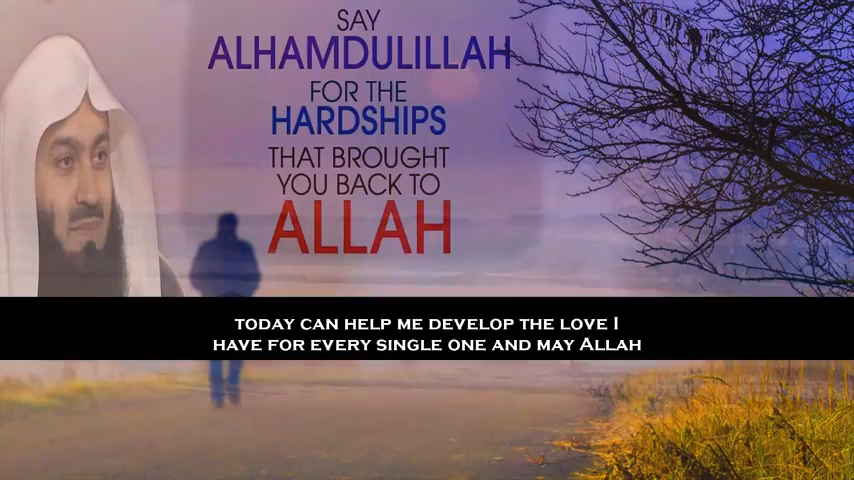 SAY
ALHAMDULILLAH
FOR THE
HARDSHIPS
THAT BROUGHT
YOU BACK TO
ALLAH
TODAY CAN HELP ME DEVELOP THE LOVE I
HAVE FOR EVERY SINGLE ONE AND MAY ALLAH